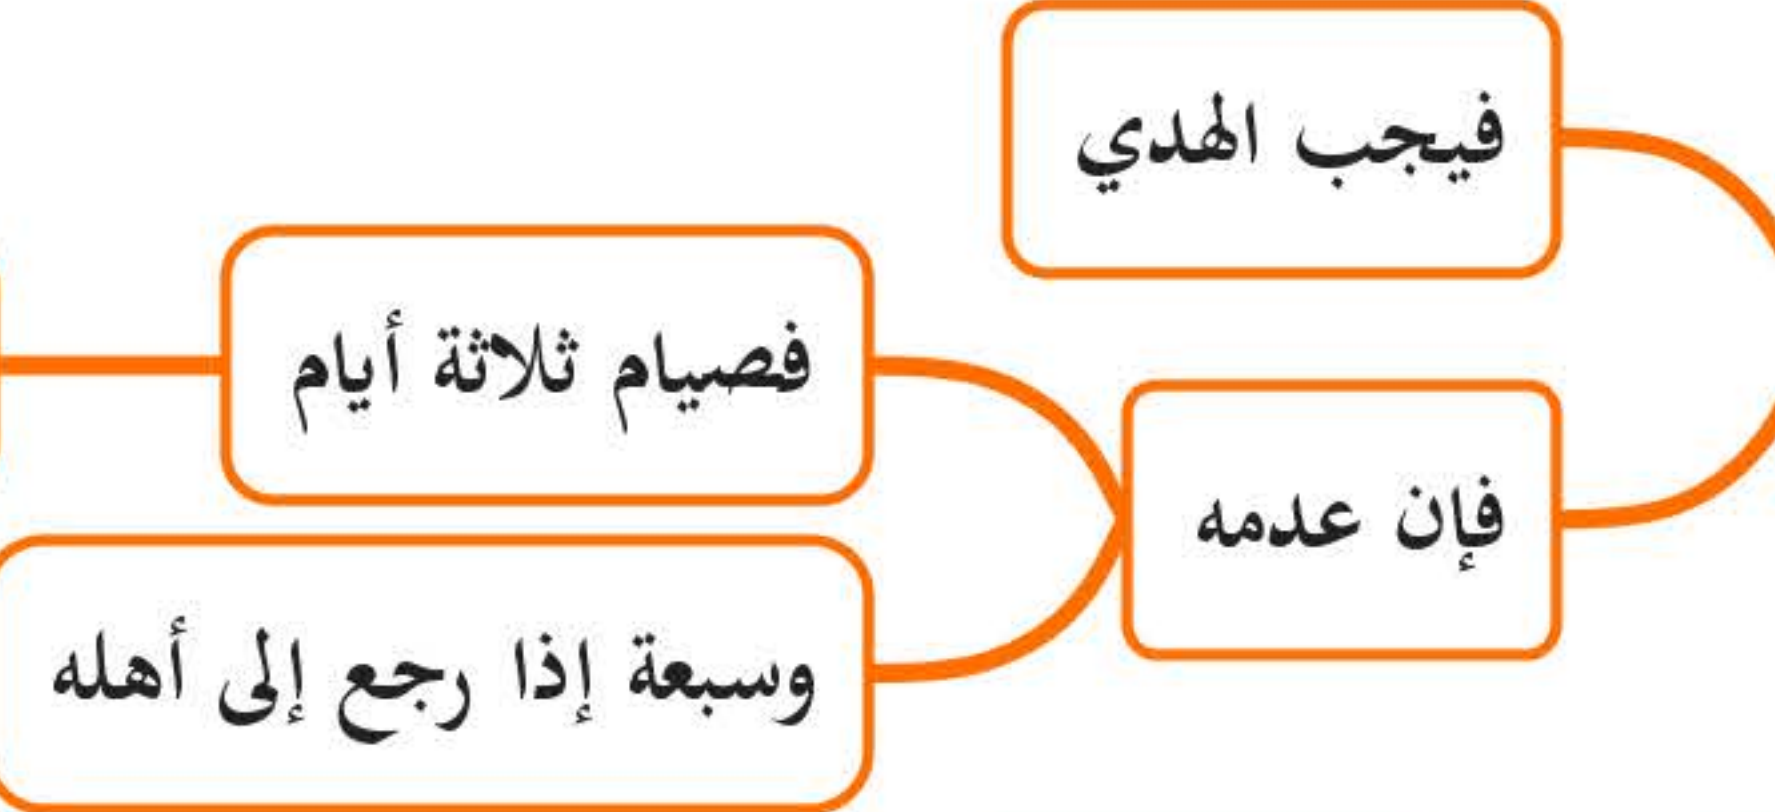 فيجب الهدي
فإن عدمه
فصيام ثلاثة أيام
وسبعة إذا رجع إلى أهله